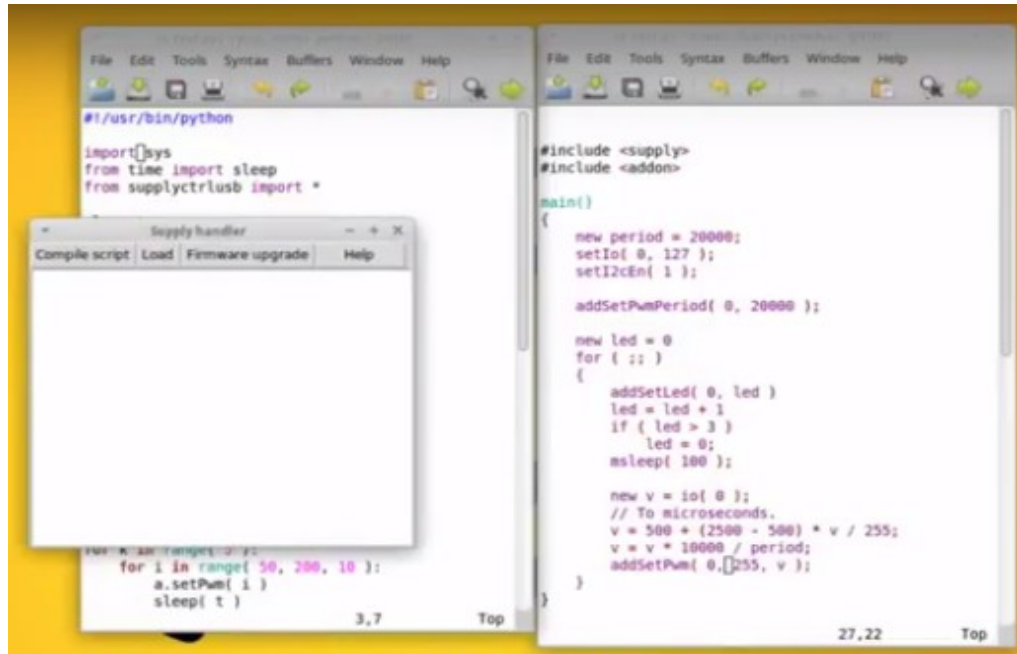 File Edit Tools Syntax Buffers Window Help
#!/usr/bin/python
import sys
from time import sleep
from supplyctrlusb import *
Supply handler
Compile script Load Firmware upgrade Help
for k in range( 5 ):
for i in range( 50, 200, 10 ):
a.setPwm( i )
sleep( t )
3,7 Top
File Edit Tools Syntax Buffers Window Help
#include <supply>
#include <addon>
main()
{
new period = 20000;
setIo( 0, 127 );
setI2cEn( 1 );
addSetPwmPeriod( 0, 20000 );
new led = 0
for ( ;; )
{
addSetLed( 0, led )
led = led + 1
if ( led > 3 )
led = 0;
msleep( 100 );
new v = io( 0 );
// To microseconds.
v = 500 + (2500 - 500) * v / 255;
v = v * 10000 / period;
addSetPwm( 0, 255, v );
}
}
27,22 Top